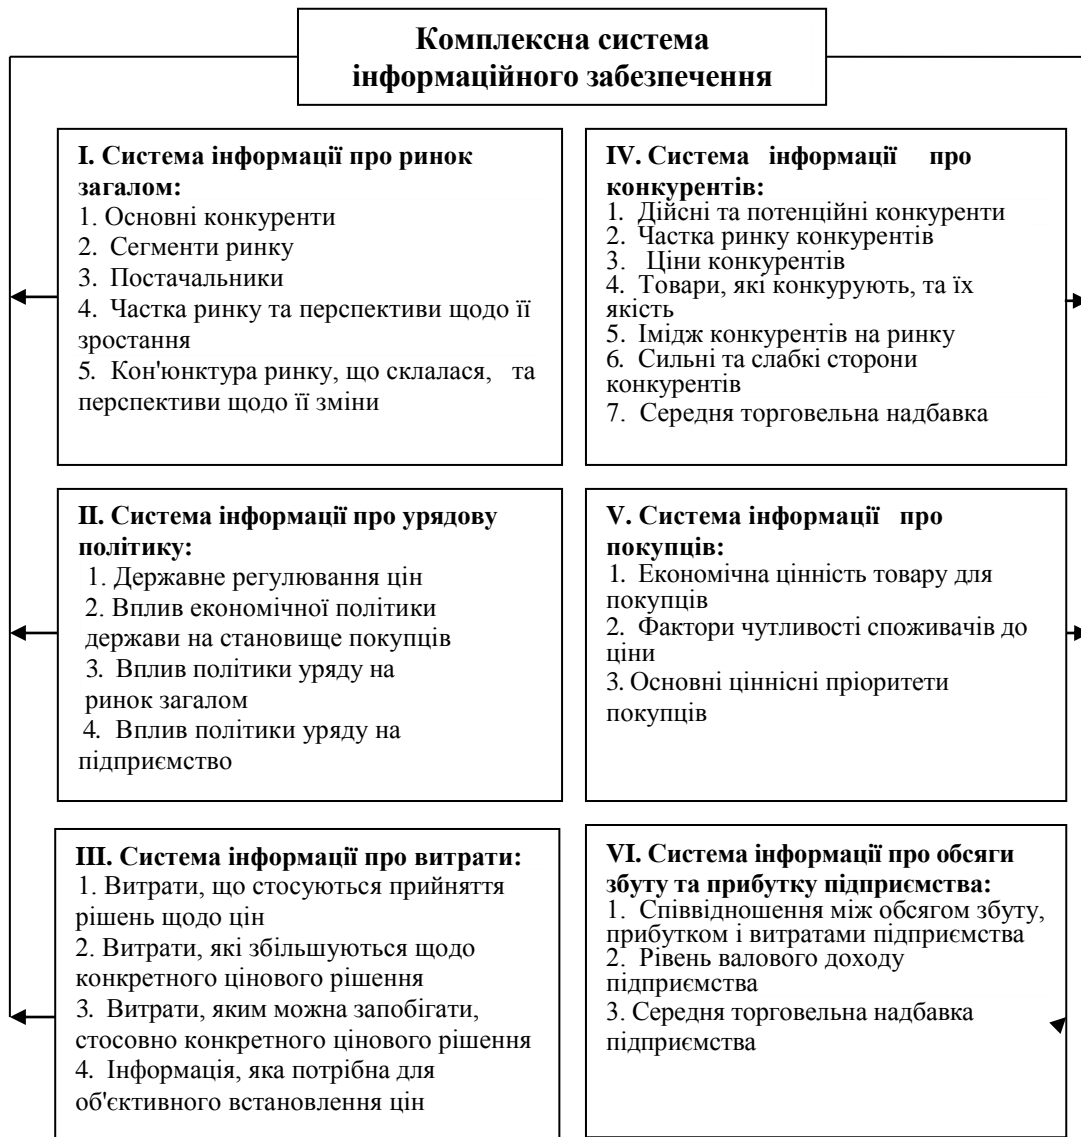 Комплексна система
інформаційного забезпечення
I. Система інформації про ринок
загалом:
1. Основні конкуренти
2. Сегменти ринку
3. Постачальники
4. Частка ринку та перспективи щодо її
зростання
5. Кон'юнктура ринку, що склалася, та
перспективи щодо її зміни
II. Система інформації про урядову
політику:
1. Державне регулювання цін
2. Вплив економічної політики
держави на становище покупців
3. Вплив політики уряду на
ринок загалом
4. Вплив політики уряду на
підприємство
III. Система інформації про витрати:
1. Витрати, що стосуються прийняття
рішень щодо цін
2. Витрати, які збільшуються щодо
конкретного цінового рішення
3. Витрати, яким можна запобігати,
стосовно конкретного цінового рішення
4. Інформація, яка потрібна для
об'єктивного встановлення цін
IV. Система інформації про
конкурентів:
1. Дійсні та потенційні конкуренти
2. Частка ринку конкурентів
3. Ціни конкурентів
4. Товари, які конкурують, та їх
якість
5. Імідж конкурентів на ринку
6. Сильні та слабкі сторони
конкурентів
7. Середня торговельна надбавка
V. Система інформації про
покупців:
1. Економічна цінність товару для
покупців
2. Фактори чутливості споживачів до
ціни
3. Основні ціннісні пріоритети
покупців
VI. Система інформації про обсяги
збуту та прибутку підприємства:
1. Співвідношення між обсягом збуту,
прибутком і витратами підприємства
2. Рівень валового доходу
підприємства
3. Середня торговельна надбавка
підприємства